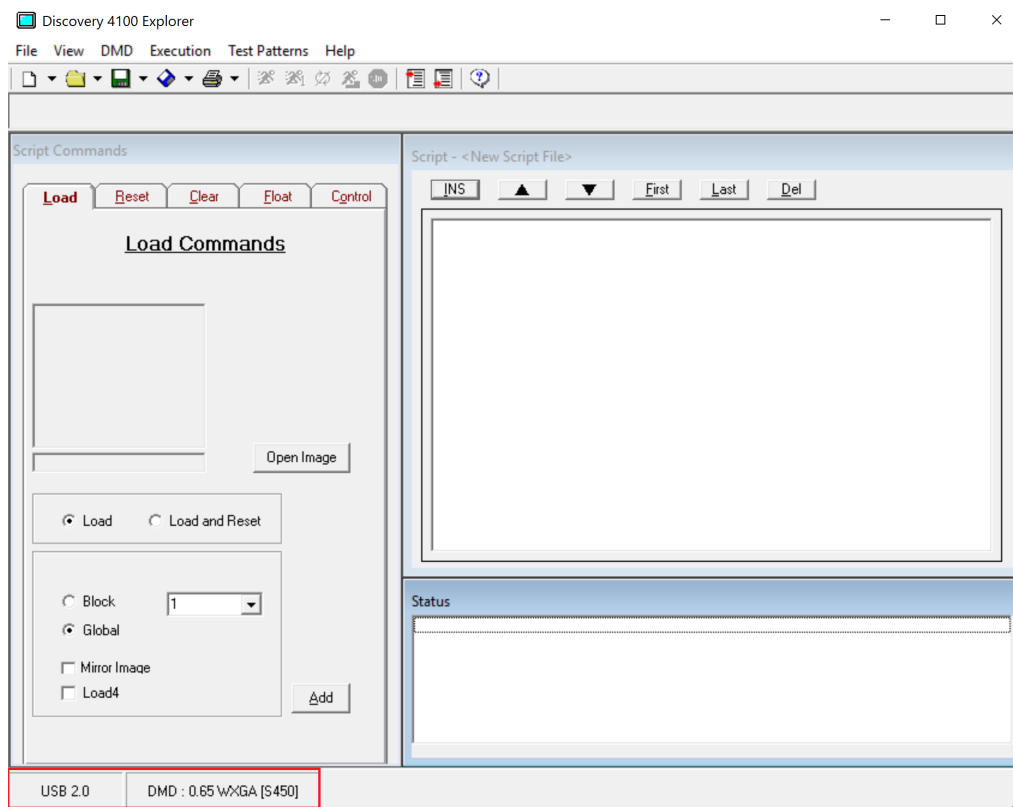 Discovery 4100 Explorer
File View DMD Execution Test Patterns Help
Script Commands
Load Reset Clear Float Control
Load Commands
Open Image
Load Load and Reset
Block 1
Global
Mirror Image
Load4
Add
Script - <New Script File>
INS First Last Del
Status
USB 2.0 DMD : 0.65 WXGA [S450]